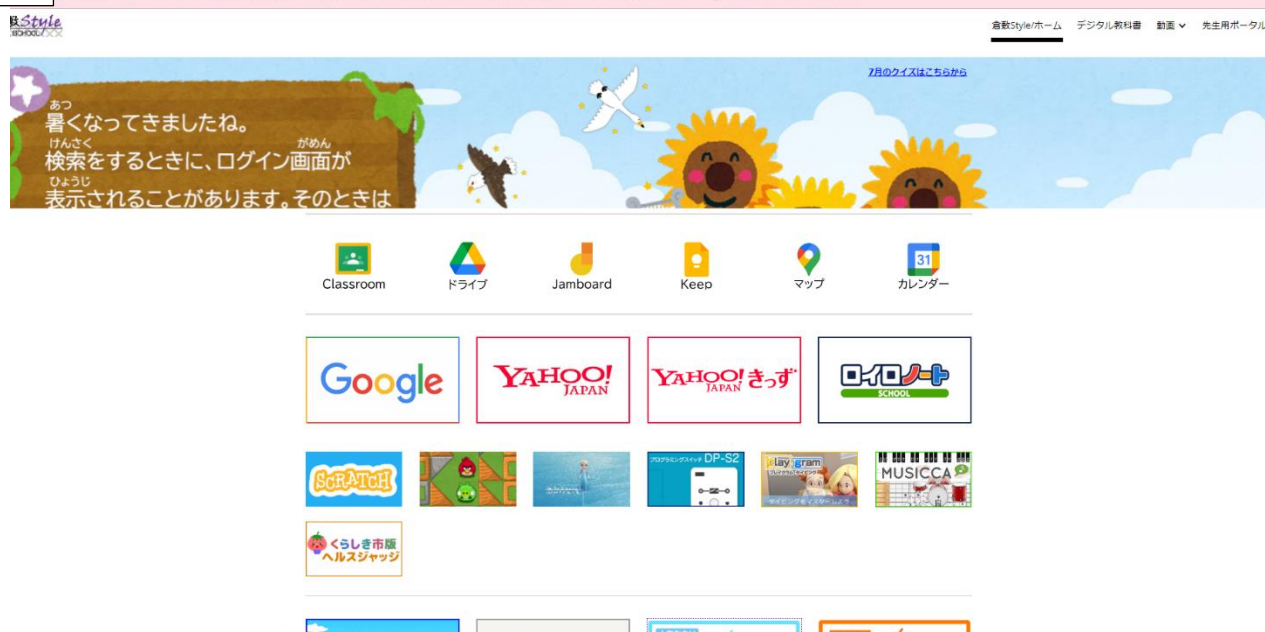 Style
倉敷Style/ホーム
デジタル教科書
動画
先生用ポータル
7月のクイズはこちらから
あつ
暑くなってきましたね。
けんさく
がめん
検索をするときに、ログイン画面が
ひょうじ
表示されることがあります。そのときは
Classroom
ドライブ
Jamboard
Keep
マップ
31
カレンダー
Google
YAHOO!
JAPAN
YAHOO!きっず
JAPAN
ロイロノート
SCHOOL
SCRATCH
プログラミングスイッチ DP-S2
MUSICCA
くらしき市版
ヘルスジャッジ